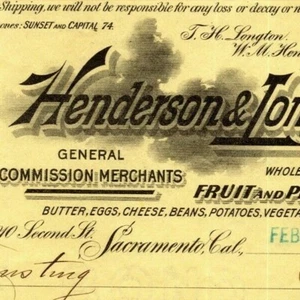 Shipping, we will not be responsible for any loss or decay or
Phones: SUNSET and CAPITAL 74.
T. H. Longton.
W. M. Hen
Henderson & Lon
GENERAL
COMMISSION MERCHANTS
WHOLE
FRUIT AND P
BUTTER, EGGS, CHEESE, BEANS, POTATOES, VEGETA
Second St.
Sacramento, Cal.,
FEB